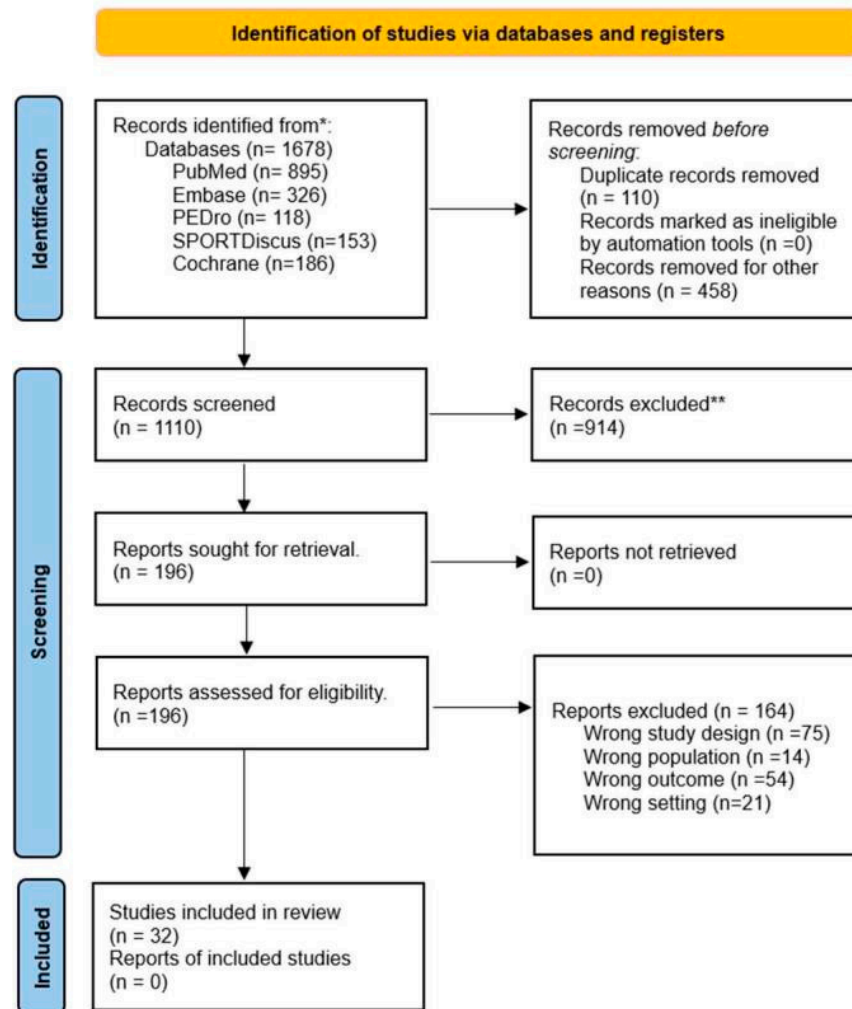 Identification of studies via databases and registers
Identification
Records identified from*:
Databases (n= 1678)
PubMed (n= 895)
Embase (n= 326)
PEDro (n= 118)
SPORTDiscus (n=153)
Cochrane (n=186)
Records removed before
screening:
Duplicate records removed
(n = 110)
Records marked as ineligible
by automation tools (n =0)
Records removed for other
reasons (n = 458)
Screening
Records screened
(n = 1110)
Records excluded**
(n =914)
Reports sought for retrieval.
(n = 196)
Reports not retrieved
(n =0)
Reports assessed for eligibility.
(n =196)
Reports excluded (n = 164)
Wrong study design (n =75)
Wrong population (n =14)
Wrong outcome (n =54)
Wrong setting (n=21)
Included
Studies included in review
(n = 32)
Reports of included studies
(n = 0)